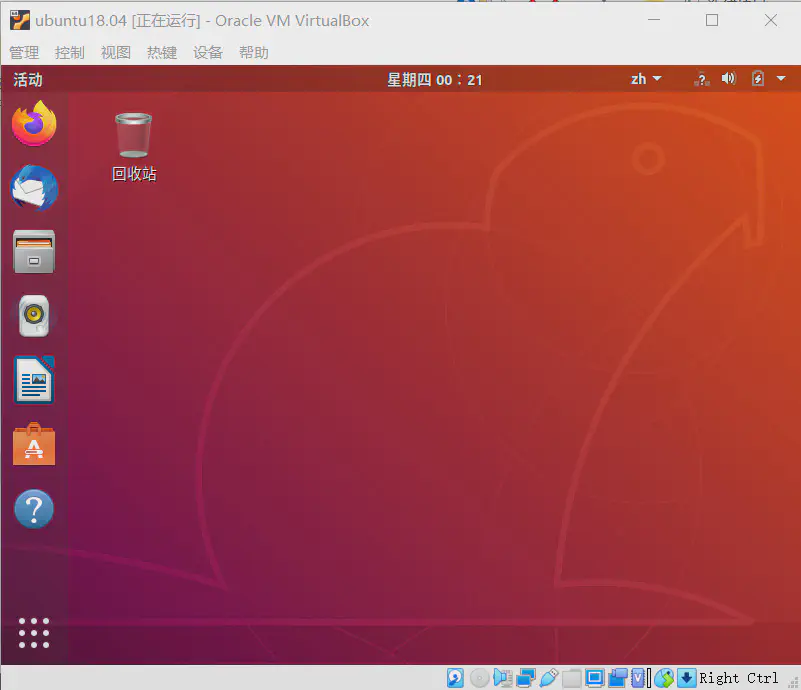 ubuntu18.04 [正在运行] - Oracle VM VirtualBox
管理 控制 视图 热键 设备 帮助
活动 星期四 00：21 zh
回收站
Right Ctrl